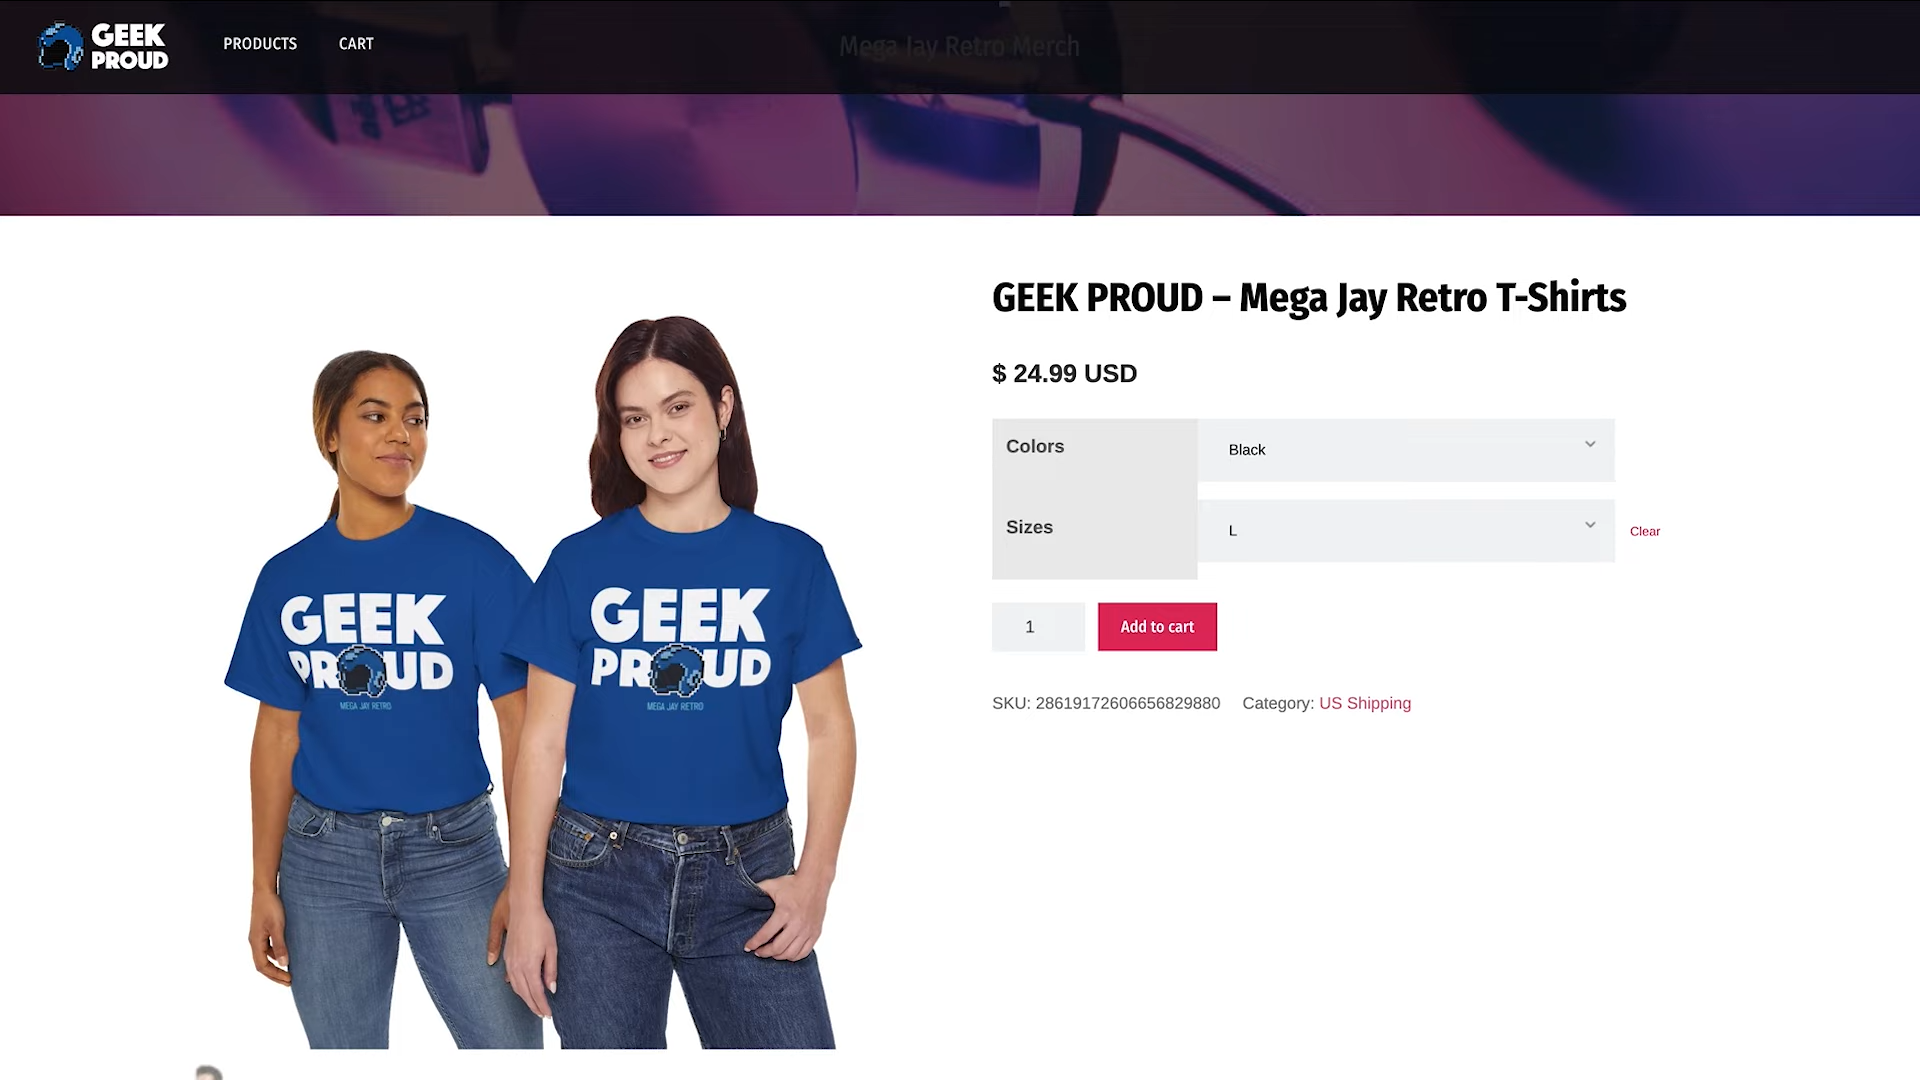 GEEK
PROUD
PRODUCTS
CART
Mega Jay Retro Merch
GEEK PROUD – Mega Jay Retro T-Shirts
$ 24.99 USD
Colors
Black
Sizes
L
Clear
1
Add to cart
SKU: 28619172606656829880
Category: US Shipping
GEEK
PROUD
MEGA JAY RETRO
GEEK
PROUD
MEGA JAY RETRO